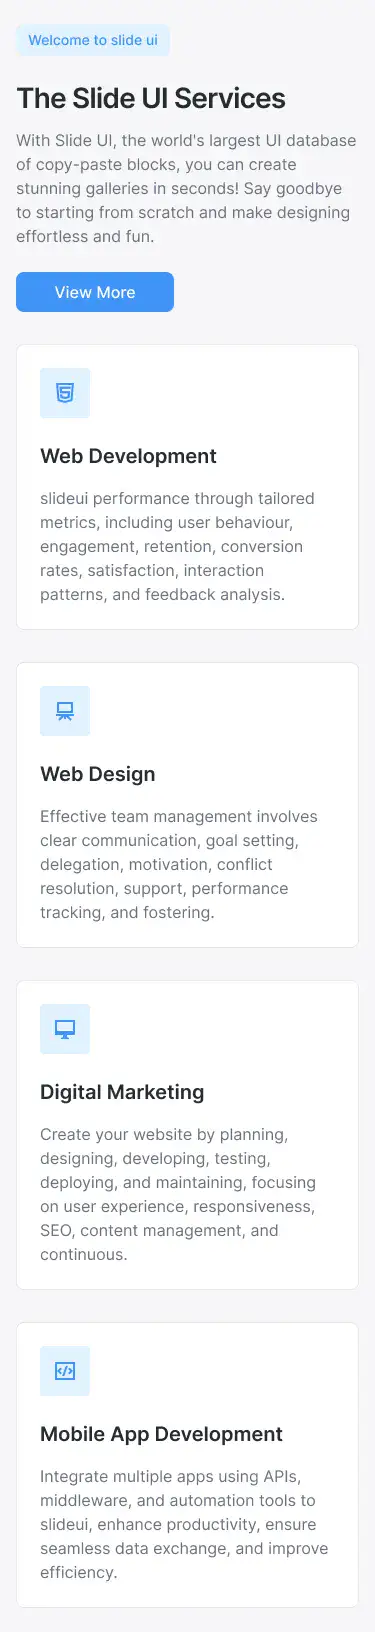 Welcome to slide ui
The Slide UI Services
With Slide UI, the world's largest UI database
of copy-paste blocks, you can create
stunning galleries in seconds! Say goodbye
to starting from scratch and make designing
effortless and fun.
View More
Web Development
slideui performance through tailored
metrics, including user behaviour,
engagement, retention, conversion
rates, satisfaction, interaction
patterns, and feedback analysis.
Web Design
Effective team management involves
clear communication, goal setting,
delegation, motivation, conflict
resolution, support, performance
tracking, and fostering.
Digital Marketing
Create your website by planning,
designing, developing, testing,
deploying, and maintaining, focusing
on user experience, responsiveness,
SEO, content management, and
continuous.
Mobile App Development
Integrate multiple apps using APIs,
middleware, and automation tools to
slideui, enhance productivity, ensure
seamless data exchange, and improve
efficiency.